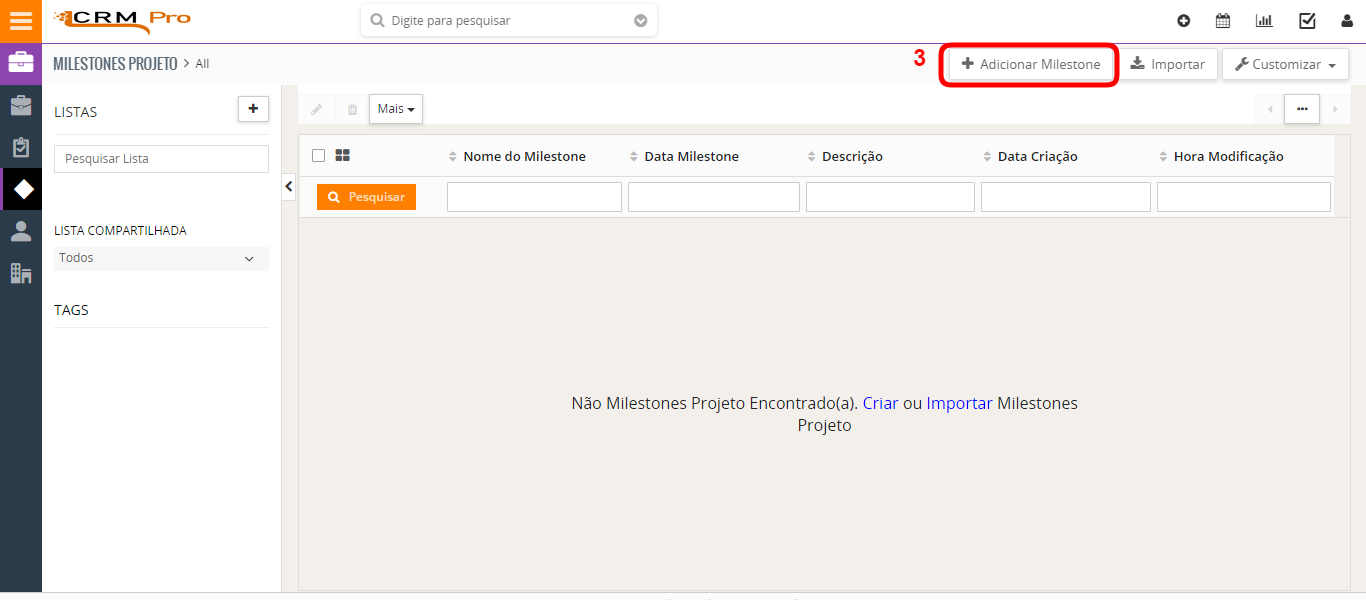 CRM Pro
Digite para pesquisar
MILESTONES PROJETO > All
3
Adicionar Milestone
Importar
Customizar
LISTAS
Pesquisar Lista
LISTA COMPARTILHADA
Todos
TAGS
Mais
Nome do Milestone
Data Milestone
Descrição
Data Criação
Hora Modificação
Pesquisar
Não Milestones Projeto Encontrado(a). Criar ou Importar Milestones
Projeto